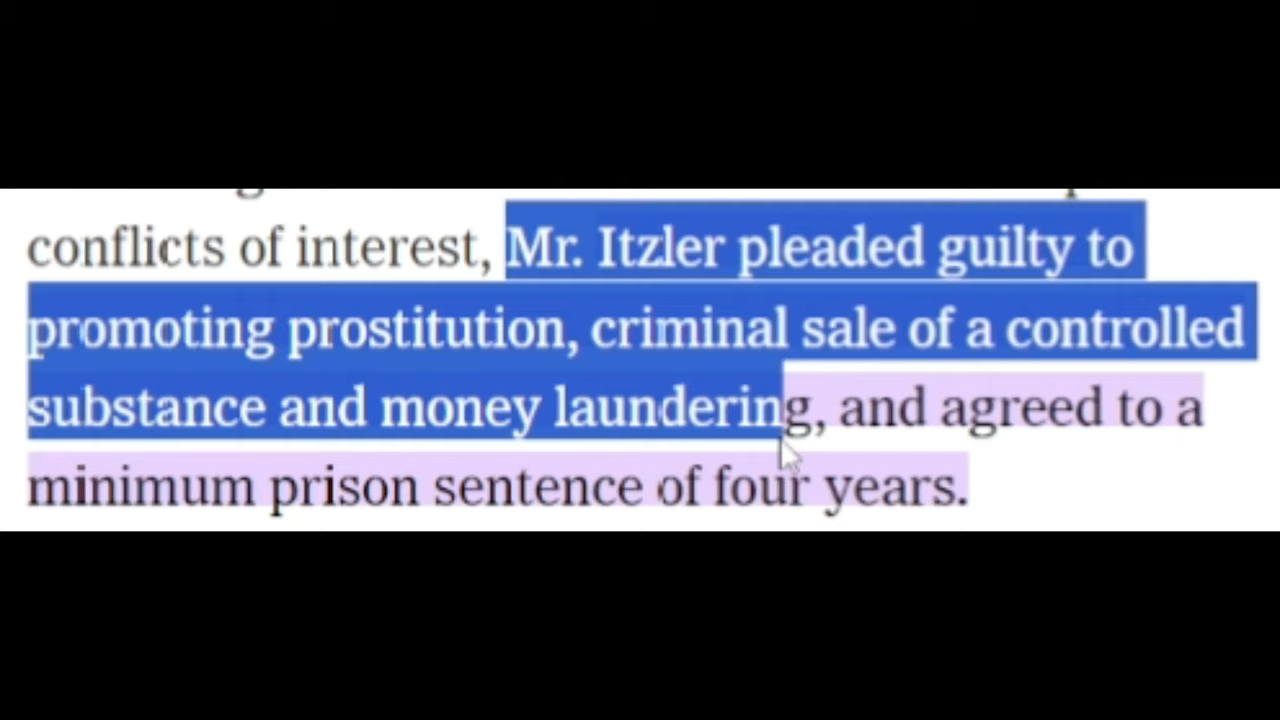 conflicts of interest, Mr. Itzler pleaded guilty to
promoting prostitution, criminal sale of a controlled
substance and money laundering, and agreed to a
minimum prison sentence of four years.